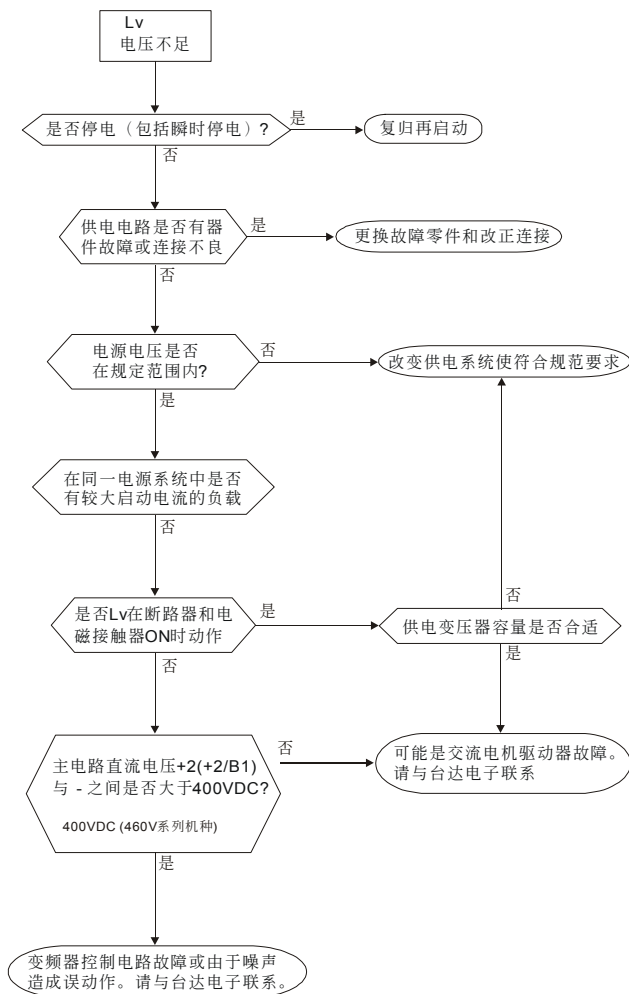 Lv
电压不足
是否停电（包括瞬时停电）?
是
复归再启动
否
供电电路是否有器
件故障或连接不良
是
更换故障零件和改正连接
否
电源电压是否
在规定范围内?
否
改变供电系统使符合规范要求
是
在同一电源系统中是否
有较大启动电流的负载
否
否
是否Lv在断路器和电
磁接触器ON时动作
是
供电变压器容量是否合适
否
是
主电路直流电压+2(+2/B1)
与 - 之间是否大于400VDC?
400VDC (460V系列机种)
否
可能是交流电机驱动器故障。
请与台达电子联系
是
变频器控制电路故障或由于噪声
造成误动作。请与台达电子联系。